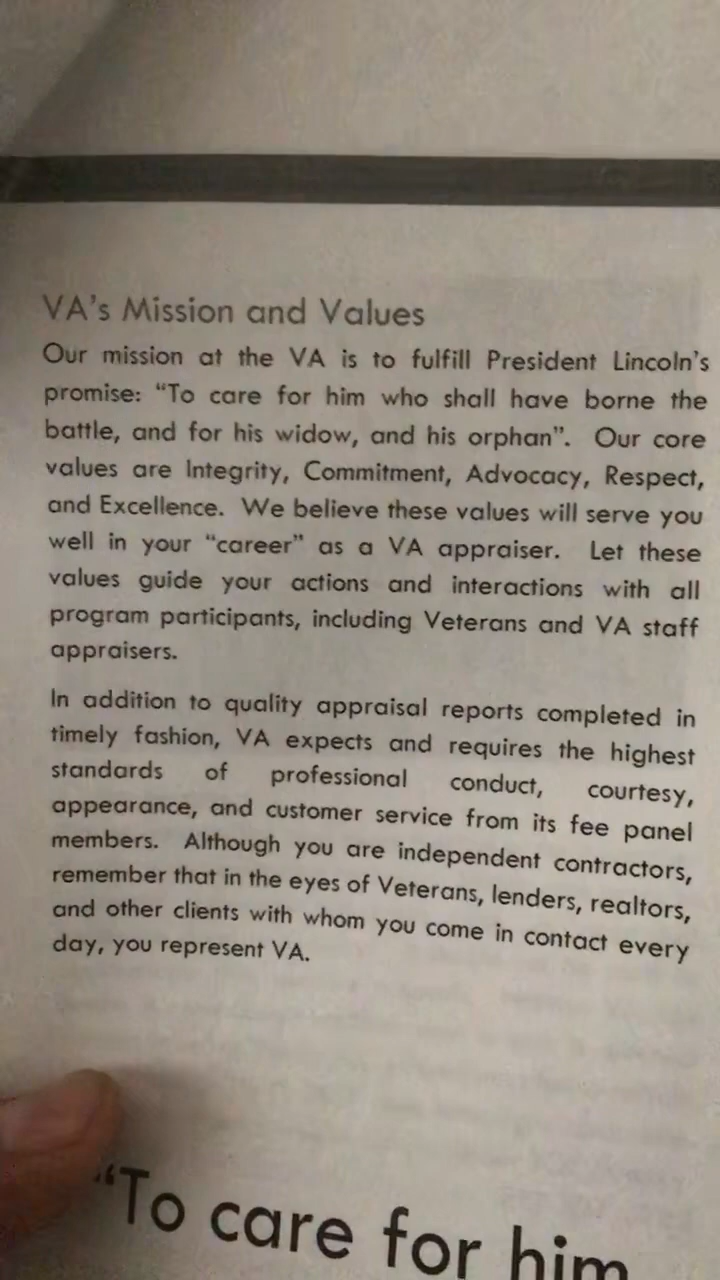 VA's Mission and Values
Our mission at the VA is to fulfill President Lincoln's
promise: "To care for him who shall have borne the
battle, and for his widow, and his orphan". Our core
values are Integrity, Commitment, Advocacy, Respect,
and Excellence. We believe these values will serve you
well in your "career" as a VA appraiser. Let these
values guide your actions and interactions with all
program participants, including Veterans and VA staff
appraisers.
In addition to quality appraisal reports completed in
timely fashion, VA expects and requires the highest
standards of professional conduct, courtesy,
appearance, and customer service from its fee panel
members. Although you are independent contractors,
remember that in the eyes of Veterans, lenders, realtors,
and other clients with whom you come in contact every
day, you represent VA.
"To care for him